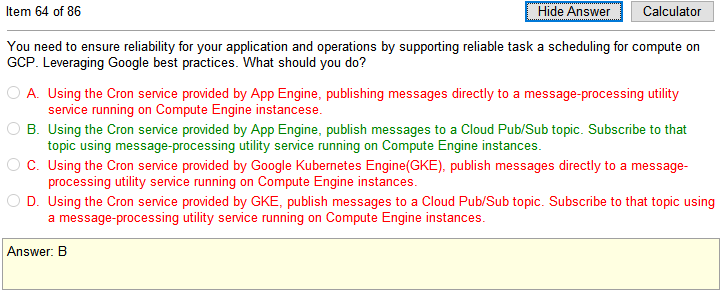 Item 64 of 86
Hide Answer
Calculator
You need to ensure reliability for your application and operations by supporting reliable task a scheduling for compute on
GCP. Leveraging Google best practices. What should you do?
A. Using the Cron service provided by App Engine, publishing messages directly to a message-processing utility
service running on Compute Engine instancese.
B. Using the Cron service provided by App Engine, publish messages to a Cloud Pub/Sub topic. Subscribe to that
topic using message-processing utility service running on Compute Engine instances.
C. Using the Cron service provided by Google Kubernetes Engine(GKE), publish messages directly to a message-
processing utility service running on Compute Engine instances.
D. Using the Cron service provided by GKE, publish messages to a Cloud Pub/Sub topic. Subscribe to that topic using
a message-processing utility service running on Compute Engine instances.
Answer: B